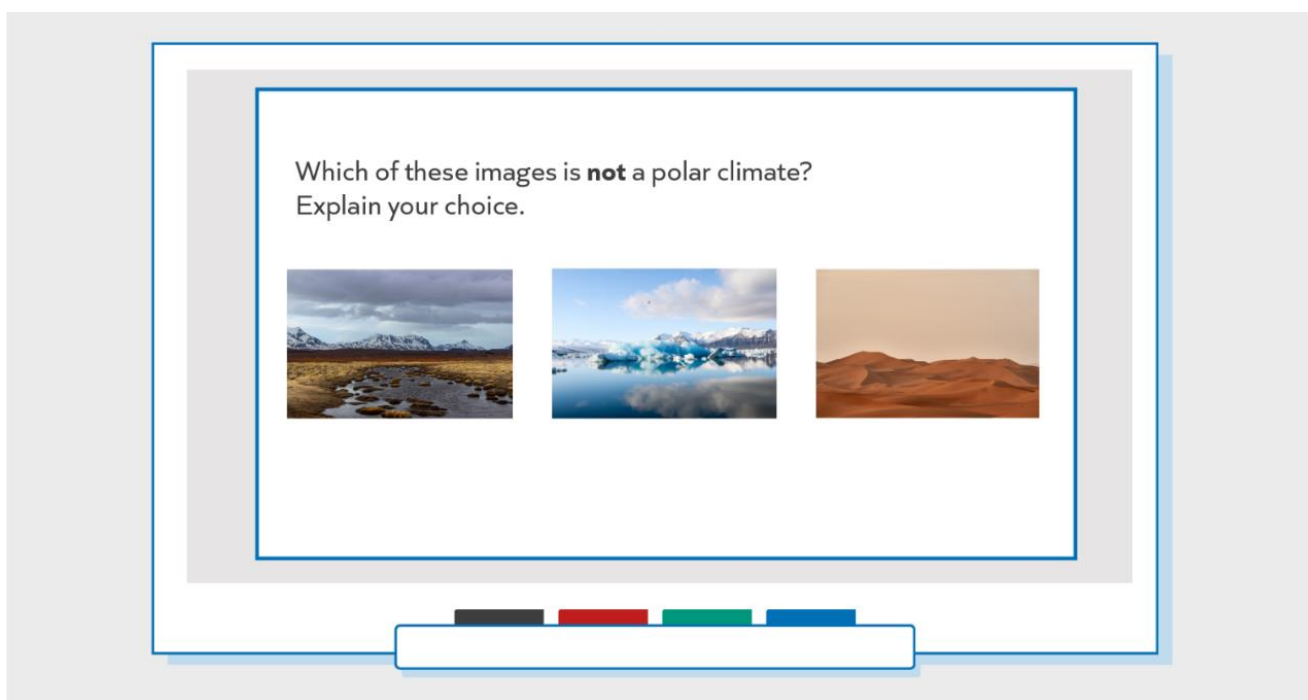 Which of these images is not a polar climate?
Explain your choice.